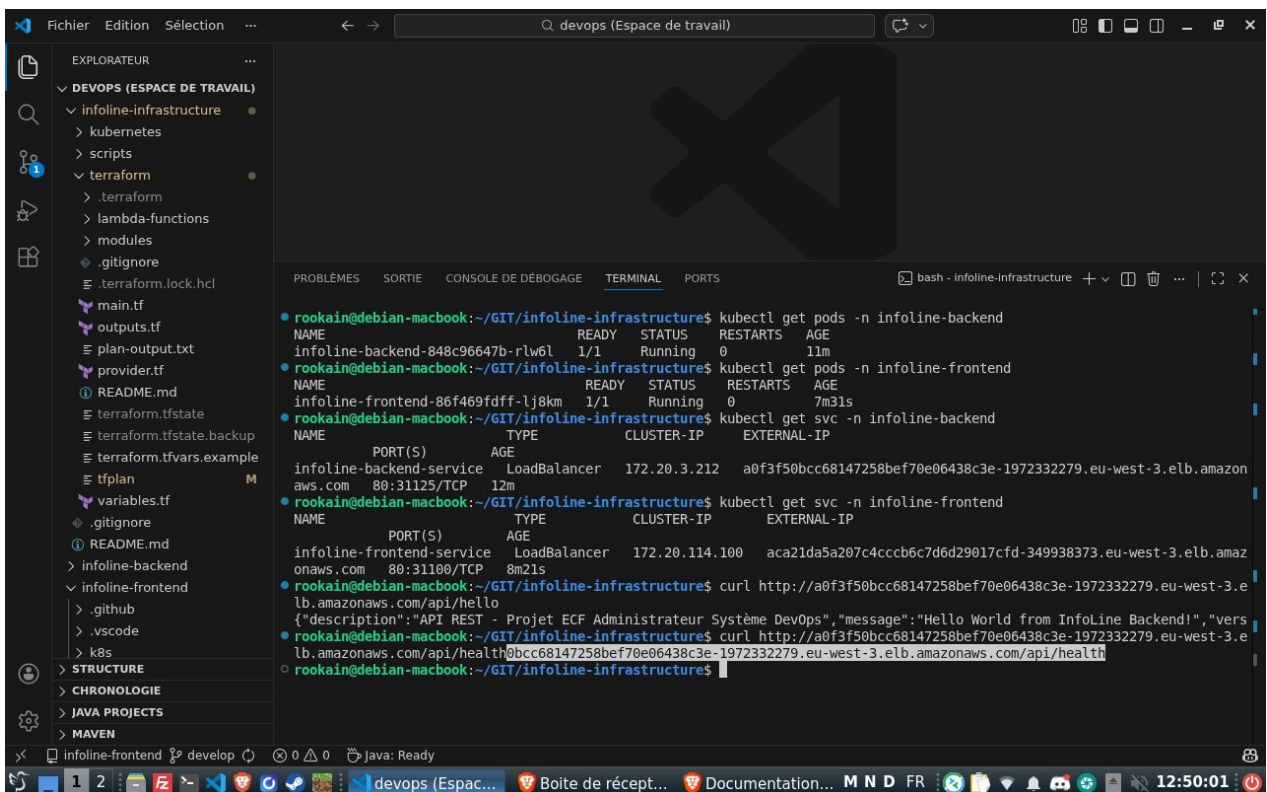 Fichier Edition Sélection ···
devops (Espace de travail)
EXPLORATEUR ···
DEVOPS (ESPACE DE TRAVAIL)
infoline-infrastructure
kubernetes
scripts
1
terraform
.terraform
lambda-functions
modules
.gitignore
.terraform.lock.hcl
main.tf
outputs.tf
plan-output.txt
provider.tf
README.md
terraform.tfstate
terraform.tfstate.backup
terraform.tfvars.example
tfplan M
variables.tf
.gitignore
README.md
infoline-backend
infoline-frontend
.github
.vscode
k8s
STRUCTURE
CHRONOLOGIE
JAVA PROJECTS
MAVEN
PROBLÈMES SORTIE CONSOLE DE DÉBOGAGE TERMINAL PORTS bash - infoline-infrastructure
rookain@debian-macbook:~/GIT/infoline-infrastructure$ kubectl get pods -n infoline-backend
NAME READY STATUS RESTARTS AGE
infoline-backend-848c96647b-rlw6l 1/1 Running 0 11m
rookain@debian-macbook:~/GIT/infoline-infrastructure$ kubectl get pods -n infoline-frontend
NAME READY STATUS RESTARTS AGE
infoline-frontend-86f469fdff-lj8km 1/1 Running 0 7m31s
rookain@debian-macbook:~/GIT/infoline-infrastructure$ kubectl get svc -n infoline-backend
NAME TYPE CLUSTER-IP EXTERNAL-IP
PORT(S) AGE
infoline-backend-service LoadBalancer 172.20.3.212 a0f3f50bcc68147258bef70e06438c3e-1972332279.eu-west-3.elb.amazon
aws.com 80:31125/TCP 12m
rookain@debian-macbook:~/GIT/infoline-infrastructure$ kubectl get svc -n infoline-frontend
NAME TYPE CLUSTER-IP EXTERNAL-IP
PORT(S) AGE
infoline-frontend-service LoadBalancer 172.20.114.100 aca21da5a207c4cccb6c7d6d29017cfd-349938373.eu-west-3.elb.amaz
onaws.com 80:31100/TCP 8m21s
rookain@debian-macbook:~/GIT/infoline-infrastructure$ curl http://a0f3f50bcc68147258bef70e06438c3e-1972332279.eu-west-3.e
lb.amazonaws.com/api/hello
{"description":"API REST - Projet ECF Administrateur Système DevOps","message":"Hello World from InfoLine Backend!","vers
rookain@debian-macbook:~/GIT/infoline-infrastructure$ curl http://a0f3f50bcc68147258bef70e06438c3e-1972332279.eu-west-3.e
lb.amazonaws.com/api/health0bcc68147258bef70e06438c3e-1972332279.eu-west-3.elb.amazonaws.com/api/health
rookain@debian-macbook:~/GIT/infoline-infrastructure$
infoline-frontend develop 0 0 Java: Ready
1 2 devops (Espac... Boite de récept... Documentation... M N D FR 12:50:01